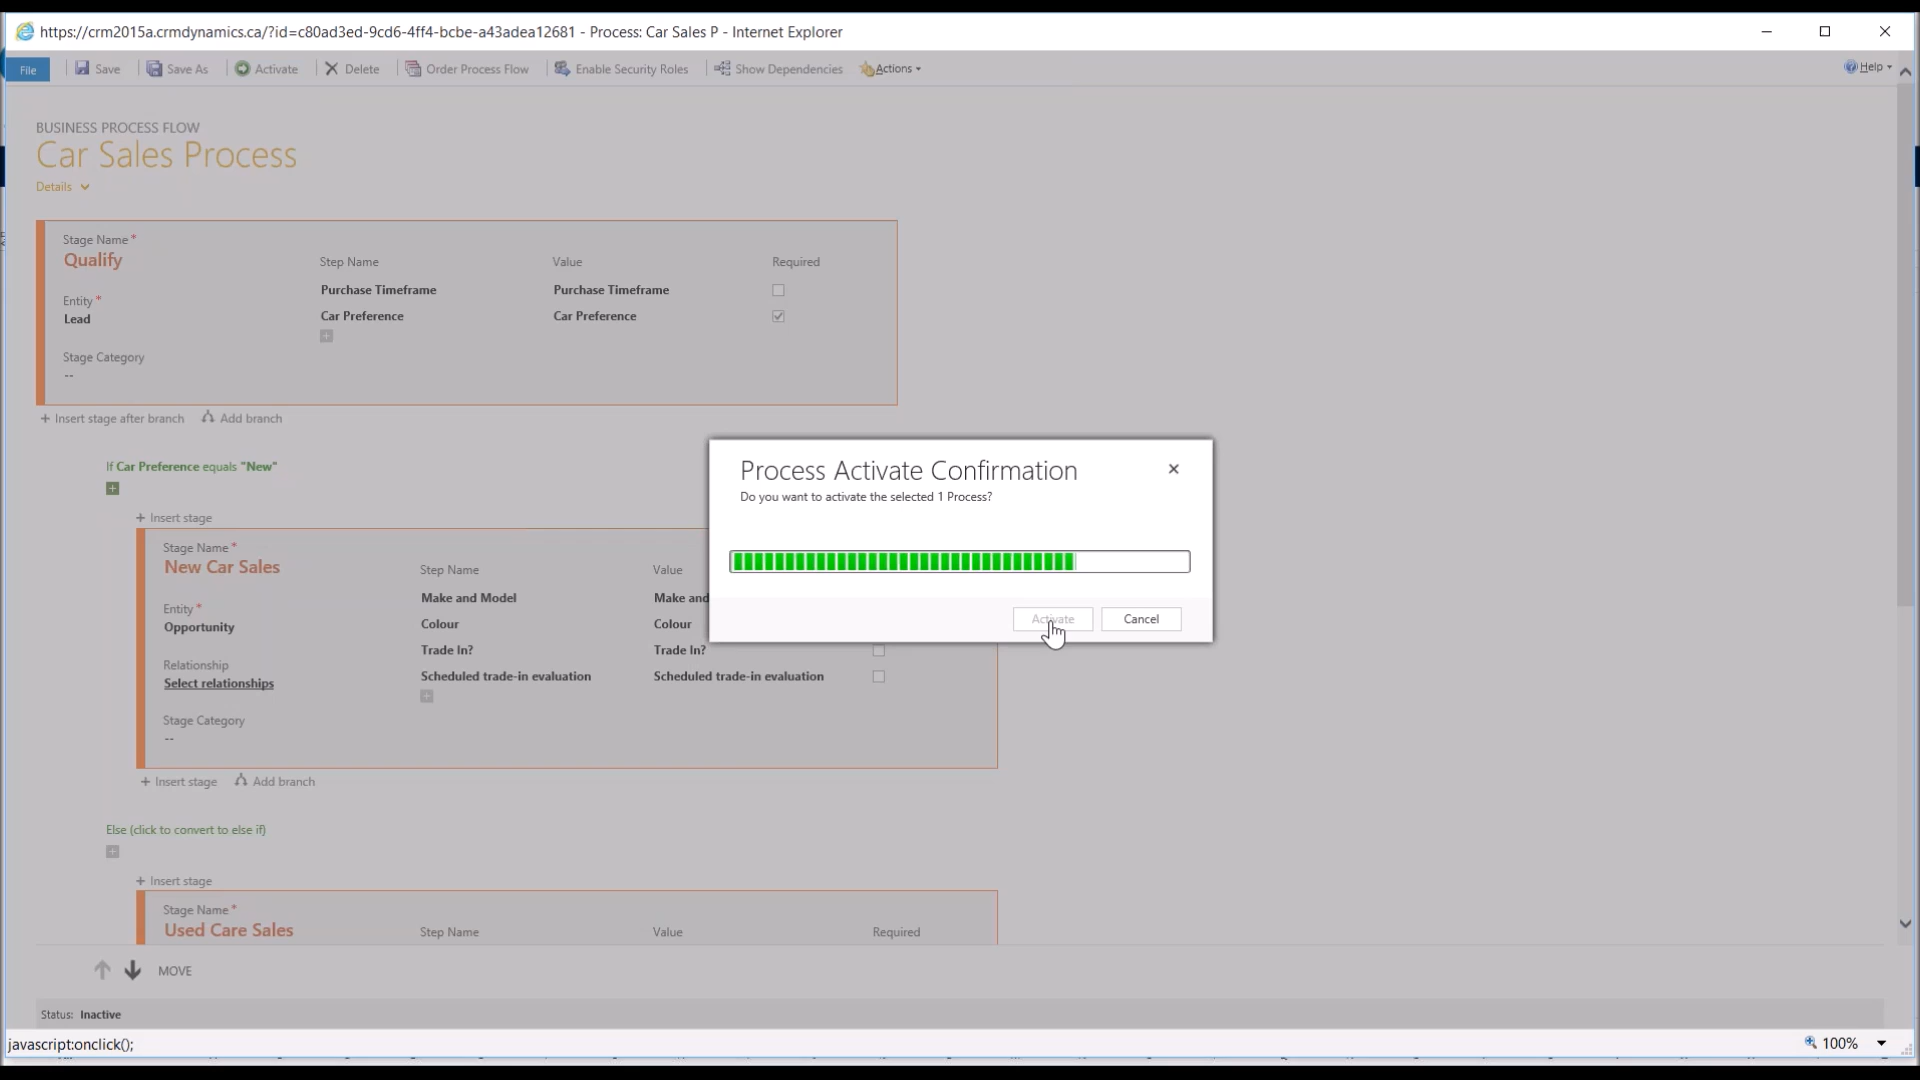 https://crm2015a.crmdynamics.ca/?id=c80ad3ed-9cd6-4ff4-bcbe-a43adea12681 - Process: Car Sales P - Internet Explorer
File Save Save As Activate Delete Order Process Flow Enable Security Roles Show Dependencies Actions Help
BUSINESS PROCESS FLOW
Car Sales Process
Details
Stage Name *
Qualify
Step Name Value Required
Purchase Timeframe Purchase Timeframe
Entity *
Lead
Car Preference Car Preference
Stage Category
--
+ Insert stage after branch Add branch
If Car Preference equals "New"
Process Activate Confirmation
Do you want to activate the selected 1 Process?
Activate Cancel
+ Insert stage
Stage Name *
New Car Sales
Step Name Value
Make and Model Make and
Entity *
Opportunity
Colour Colour
Trade In? Trade In?
Relationship
Select relationships
Scheduled trade-in evaluation Scheduled trade-in evaluation
Stage Category
--
+ Insert stage Add branch
Else (click to convert to else if)
+ Insert stage
Stage Name *
Used Care Sales
Step Name Value Required
MOVE
Status: Inactive
javascript:onclick();
100%